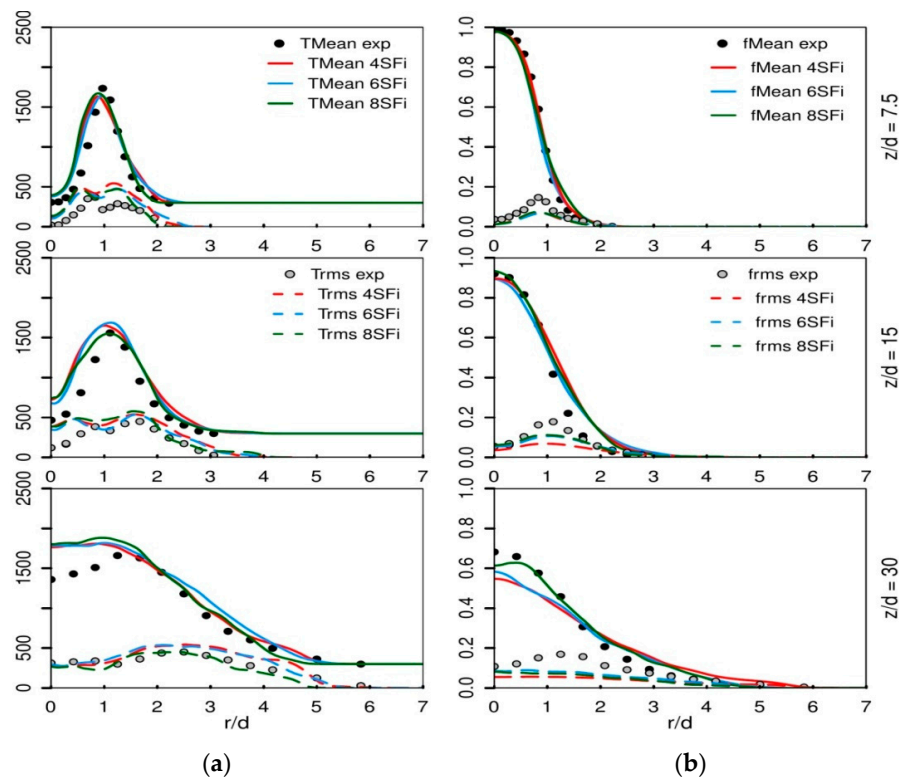 2500
1500
500
0
TMean exp
TMean 4SFi
TMean 6SFi
TMean 8SFi
0 1 2 3 4 5 6 7
1.0
0.8
0.6
0.4
0.2
0.0
fMean exp
fMean 4SFi
fMean 6SFi
fMean 8SFi
0 1 2 3 4 5 6 7
z/d = 7.5
2500
1500
500
0
Trms exp
Trms 4SFi
Trms 6SFi
Trms 8SFi
0 1 2 3 4 5 6 7
1.0
0.8
0.6
0.4
0.2
0.0
frms exp
frms 4SFi
frms 6SFi
frms 8SFi
0 1 2 3 4 5 6 7
z/d = 15
2500
1500
500
0
0 1 2 3 4 5 6 7
r/d
1.0
0.8
0.6
0.4
0.2
0.0
0 1 2 3 4 5 6 7
r/d
z/d = 30
(a)
(b)